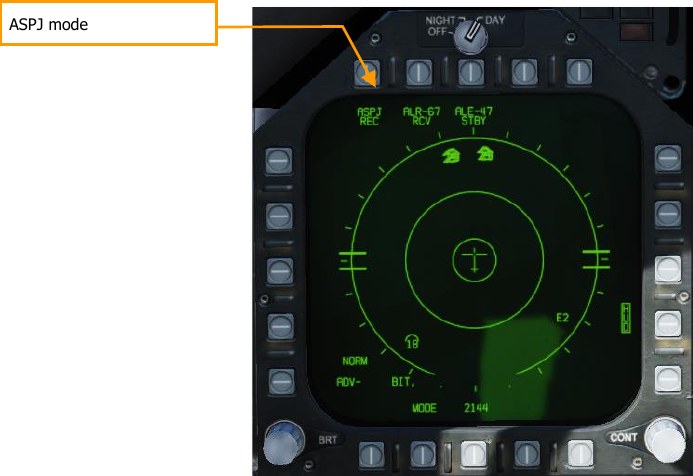 ASPJ mode
NIGHT DAY
OFF
ASPJ ALR-67 ALE-47
REC RCV STBY
E2
18
NORM
ADV- BIT
MODE 2144
BRT CONT